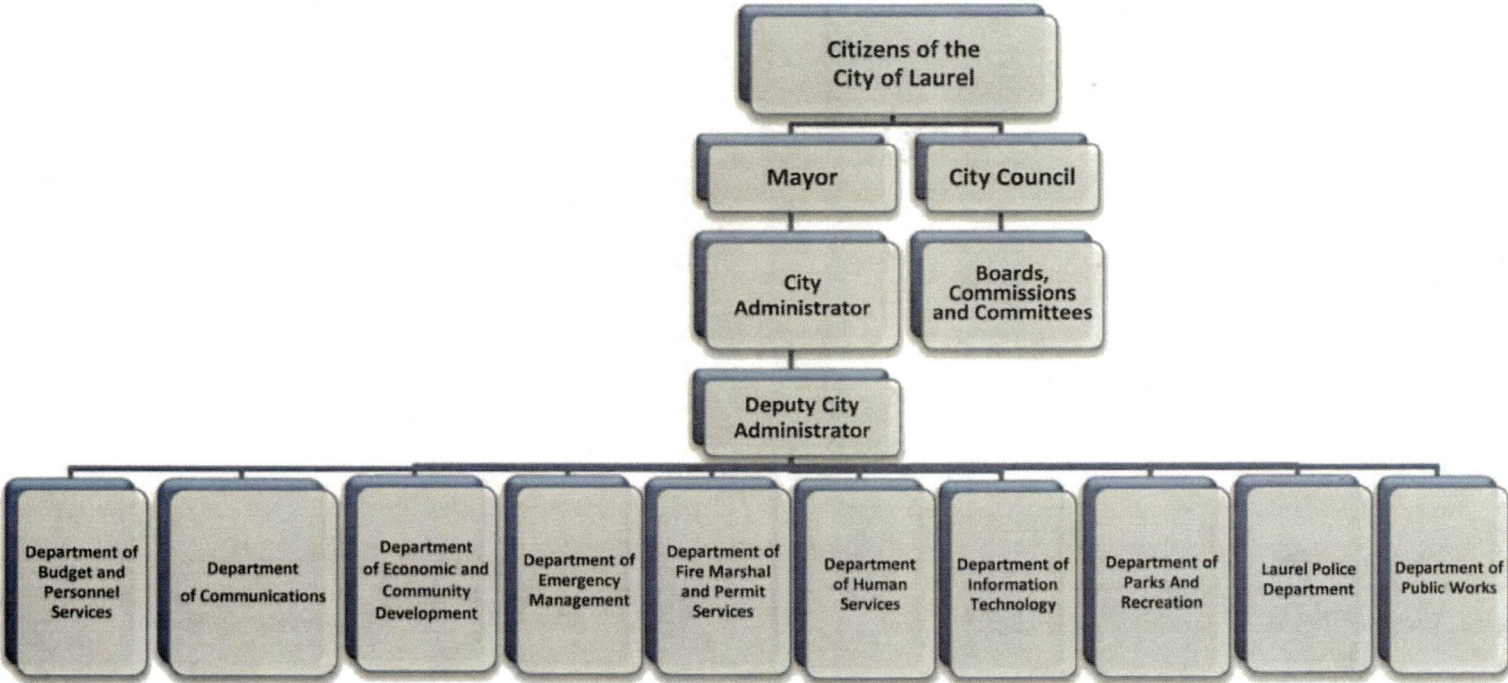 Citizens of the
City of Laurel
Mayor
City Council
City
Administrator
Boards,
Commissions
and Committees
Deputy City
Administrator
Department of
Budget and
Personnel
Services
Department
of Communications
Department
of Economic and
Community
Development
Department of
Emergency
Management
Department of
Fire Marshal
and Permit
Services
Department
of Human
Services
Department of
Information
Technology
Department of
Parks And
Recreation
Laurel Police
Department
Department of
Public Works